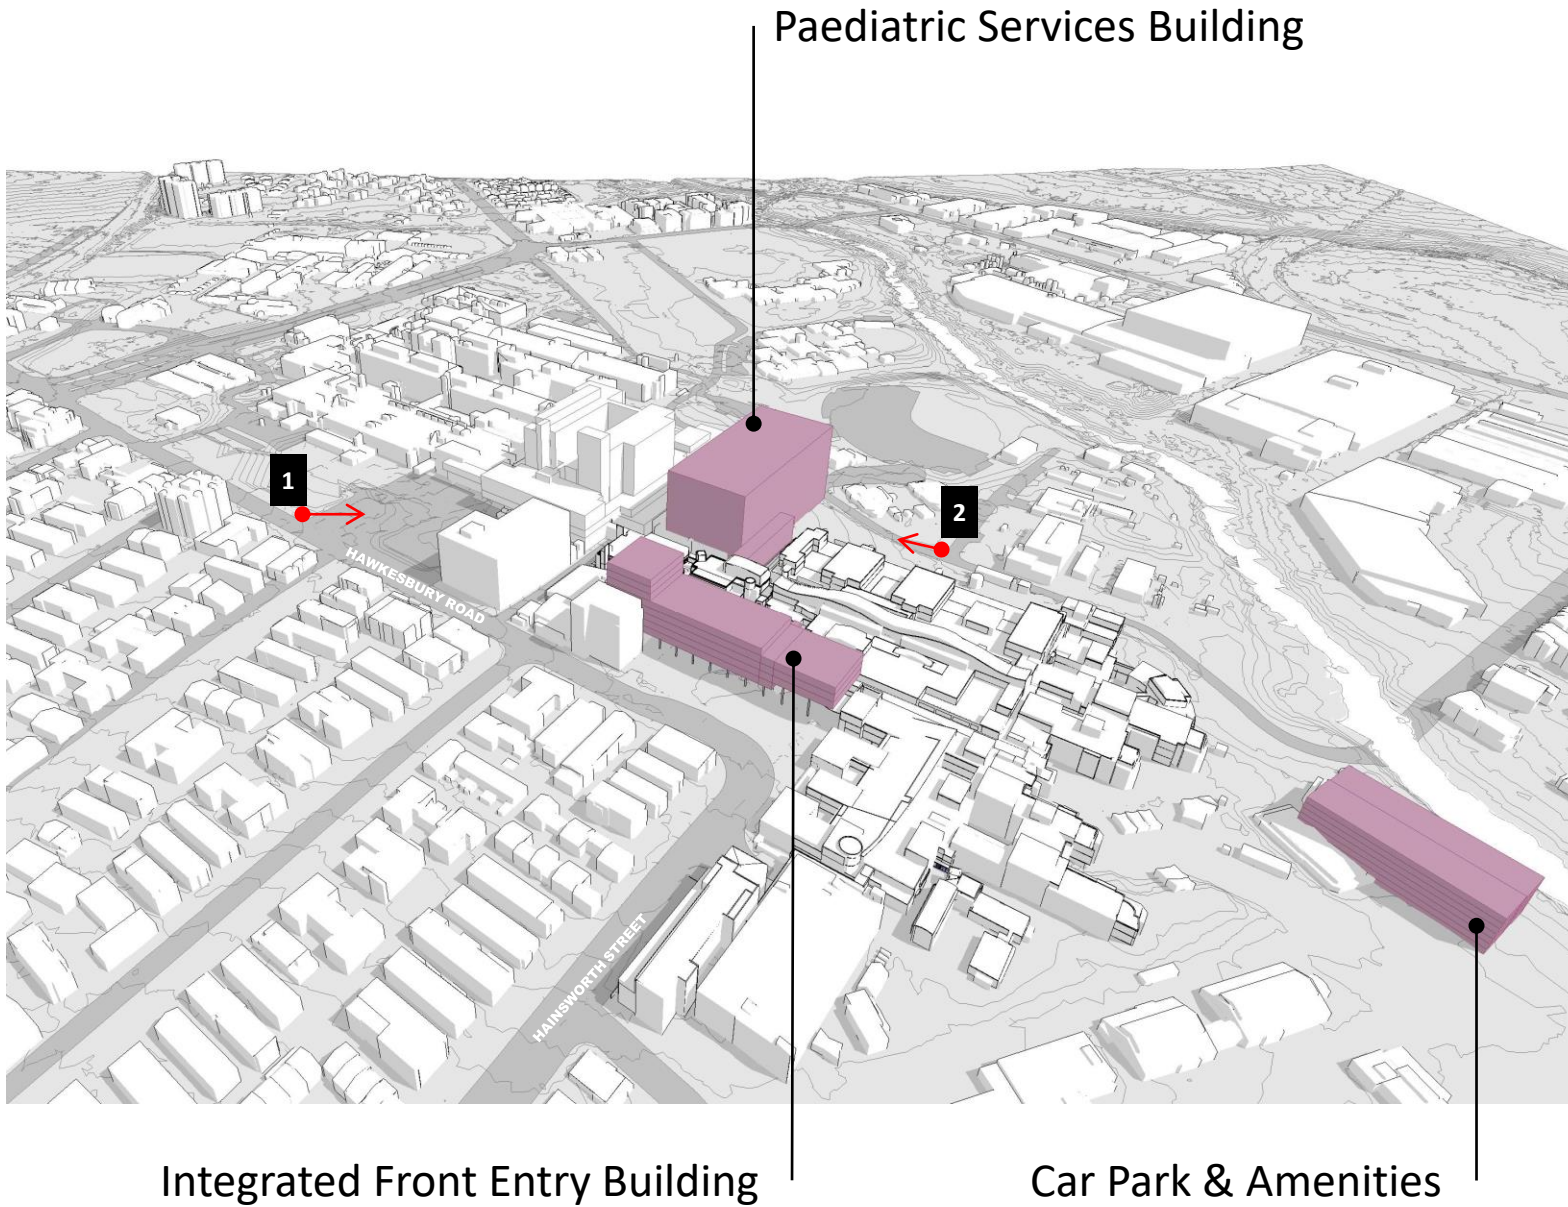 Paediatric Services Building
1
2
HAWKESBURY ROAD
HAINSWORTH STREET
Integrated Front Entry Building
Car Park & Amenities